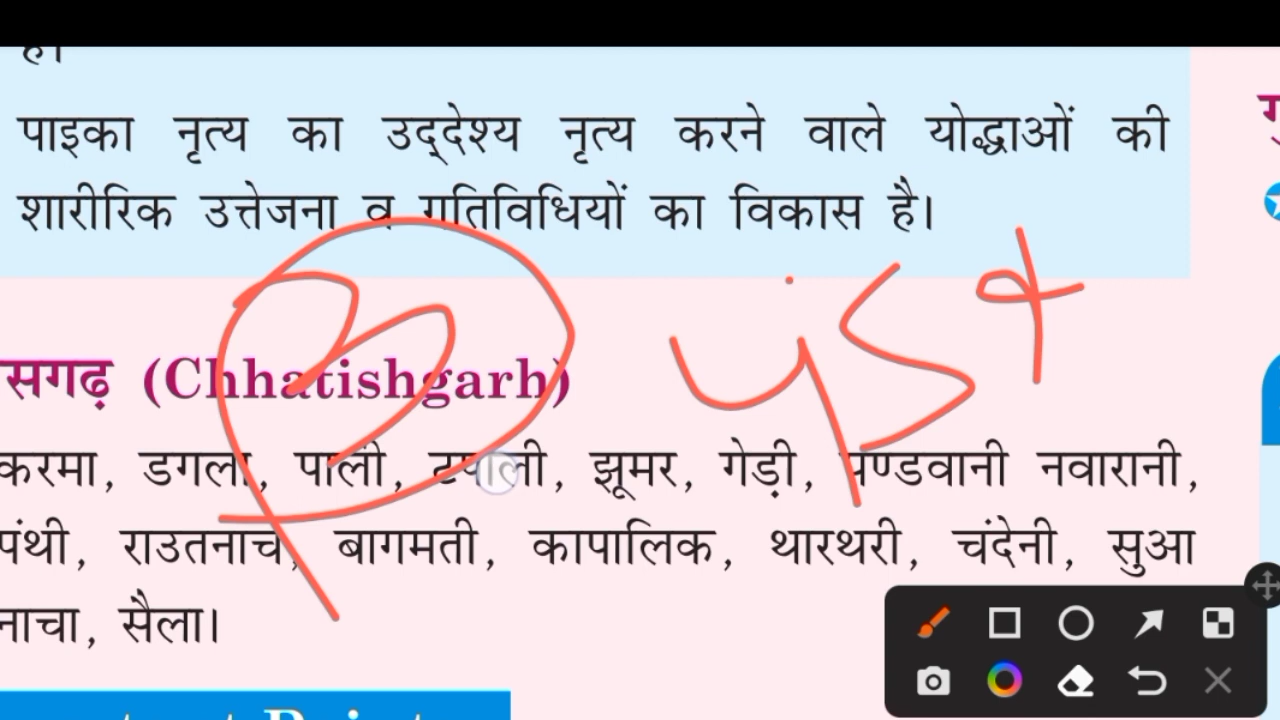 है।
पाइका नृत्य का उद्देश्य नृत्य करने वाले योद्धाओं की
शारीरिक उत्तेजना व गतिविधियों का विकास है।
सगढ़ (Chhatishgarh)
करमा, डगला, पाली, टपाली, झूमर, गेड़ी, पण्डवानी नवारानी,
पंथी, राउतनाच, बागमती, कापालिक, थारथरी, चंदेनी, सुआ
नाचा, सैला।